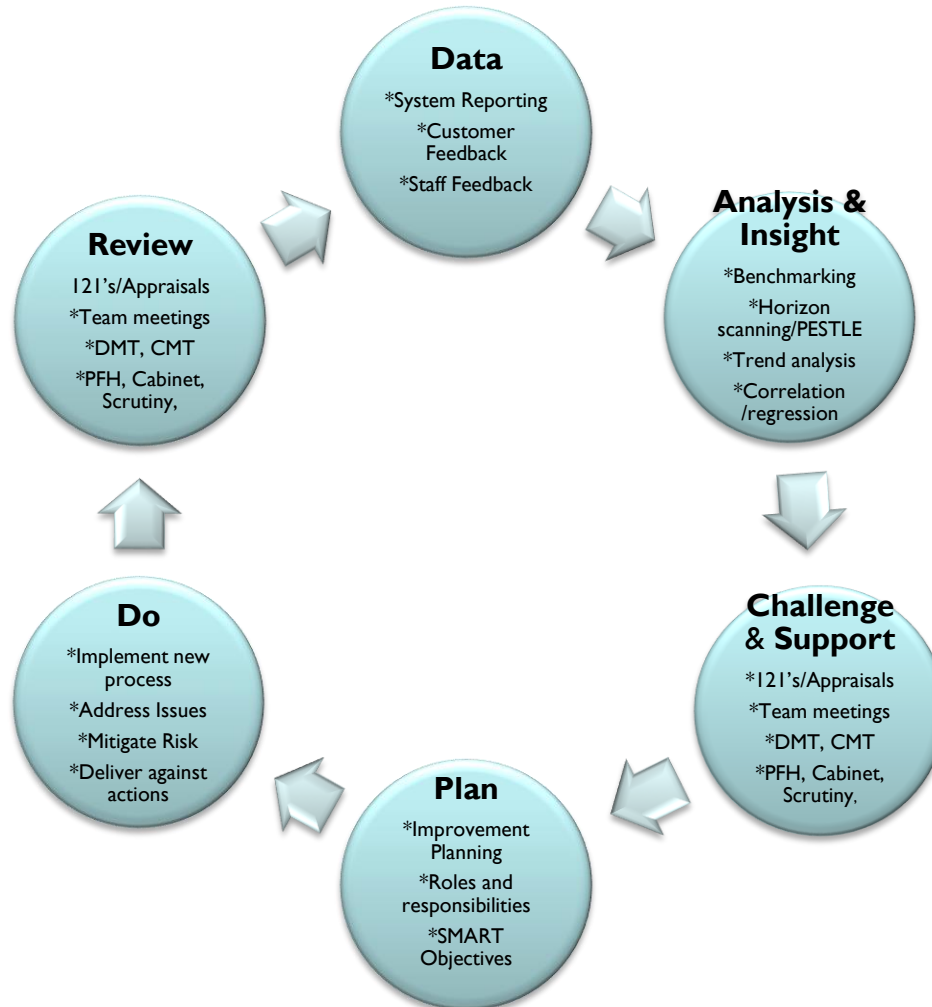 Data
*System Reporting
*Customer
Feedback
*Staff Feedback
Analysis &
Insight
*Benchmarking
*Horizon
scanning/PESTLE
*Trend analysis
*Correlation
/regression
Challenge
& Support
*121's/Appraisals
*Team meetings
*DMT, CMT
*PFH, Cabinet,
Scrutiny,
Plan
*Improvement
Planning
*Roles and
responsibilities
*SMART
Objectives
Do
*Implement new
process
*Address Issues
*Mitigate Risk
*Deliver against
actions
Review
121's/Appraisals
*Team meetings
*DMT, CMT
*PFH, Cabinet,
Scrutiny,